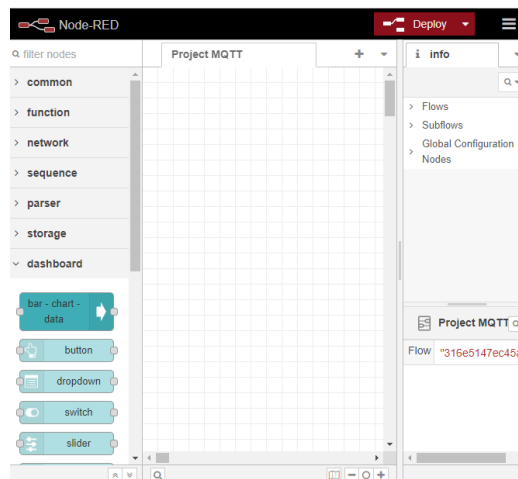 Node-RED
Deploy
filter nodes
Project MQTT
info
common
function
network
sequence
parser
storage
dashboard
bar - chart -
data
button
dropdown
switch
slider
Flows
Subflows
Global Configuration
Nodes
Project MQTT
Flow "316e5147ec45a